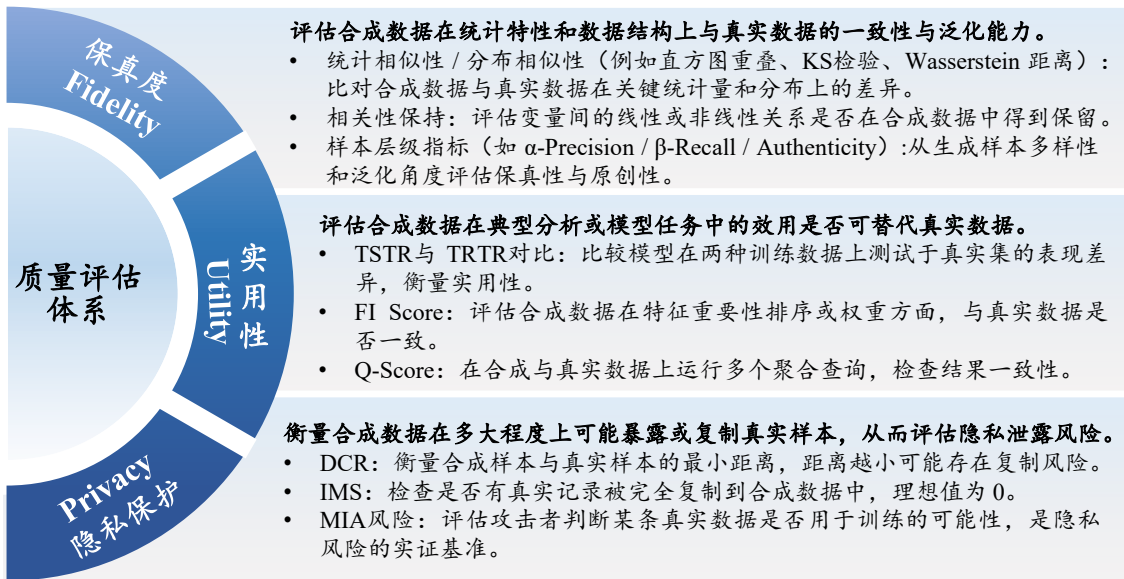 质量评估
体系
保真度
Fidelity
评估合成数据在统计特性和数据结构上与真实数据的一致性与泛化能力。
• 统计相似性 / 分布相似性（例如直方图重叠、KS检验、Wasserstein 距离）：
比对合成数据与真实数据在关键统计量和分布上的差异。
• 相关性保持：评估变量间的线性或非线性关系是否在合成数据中得到保留。
• 样本层级指标（如 α-Precision / β-Recall / Authenticity）:从生成样本多样性
和泛化角度评估保真性与原创性。
实用性
Utility
评估合成数据在典型分析或模型任务中的效用是否可替代真实数据。
• TSTR与 TRTR对比：比较模型在两种训练数据上测试于真实集的表现差
异，衡量实用性。
• FI Score：评估合成数据在特征重要性排序或权重方面，与真实数据是
否一致。
• Q-Score：在合成与真实数据上运行多个聚合查询，检查结果一致性。
Privacy
隐私保护
衡量合成数据在多大程度上可能暴露或复制真实样本，从而评估隐私泄露风险。
• DCR：衡量合成样本与真实样本的最小距离，距离越小可能存在复制风险。
• IMS：检查是否有真实记录被完全复制到合成数据中，理想值为 0。
• MIA风险：评估攻击者判断某条真实数据是否用于训练的可能性，是隐私
风险的实证基准。